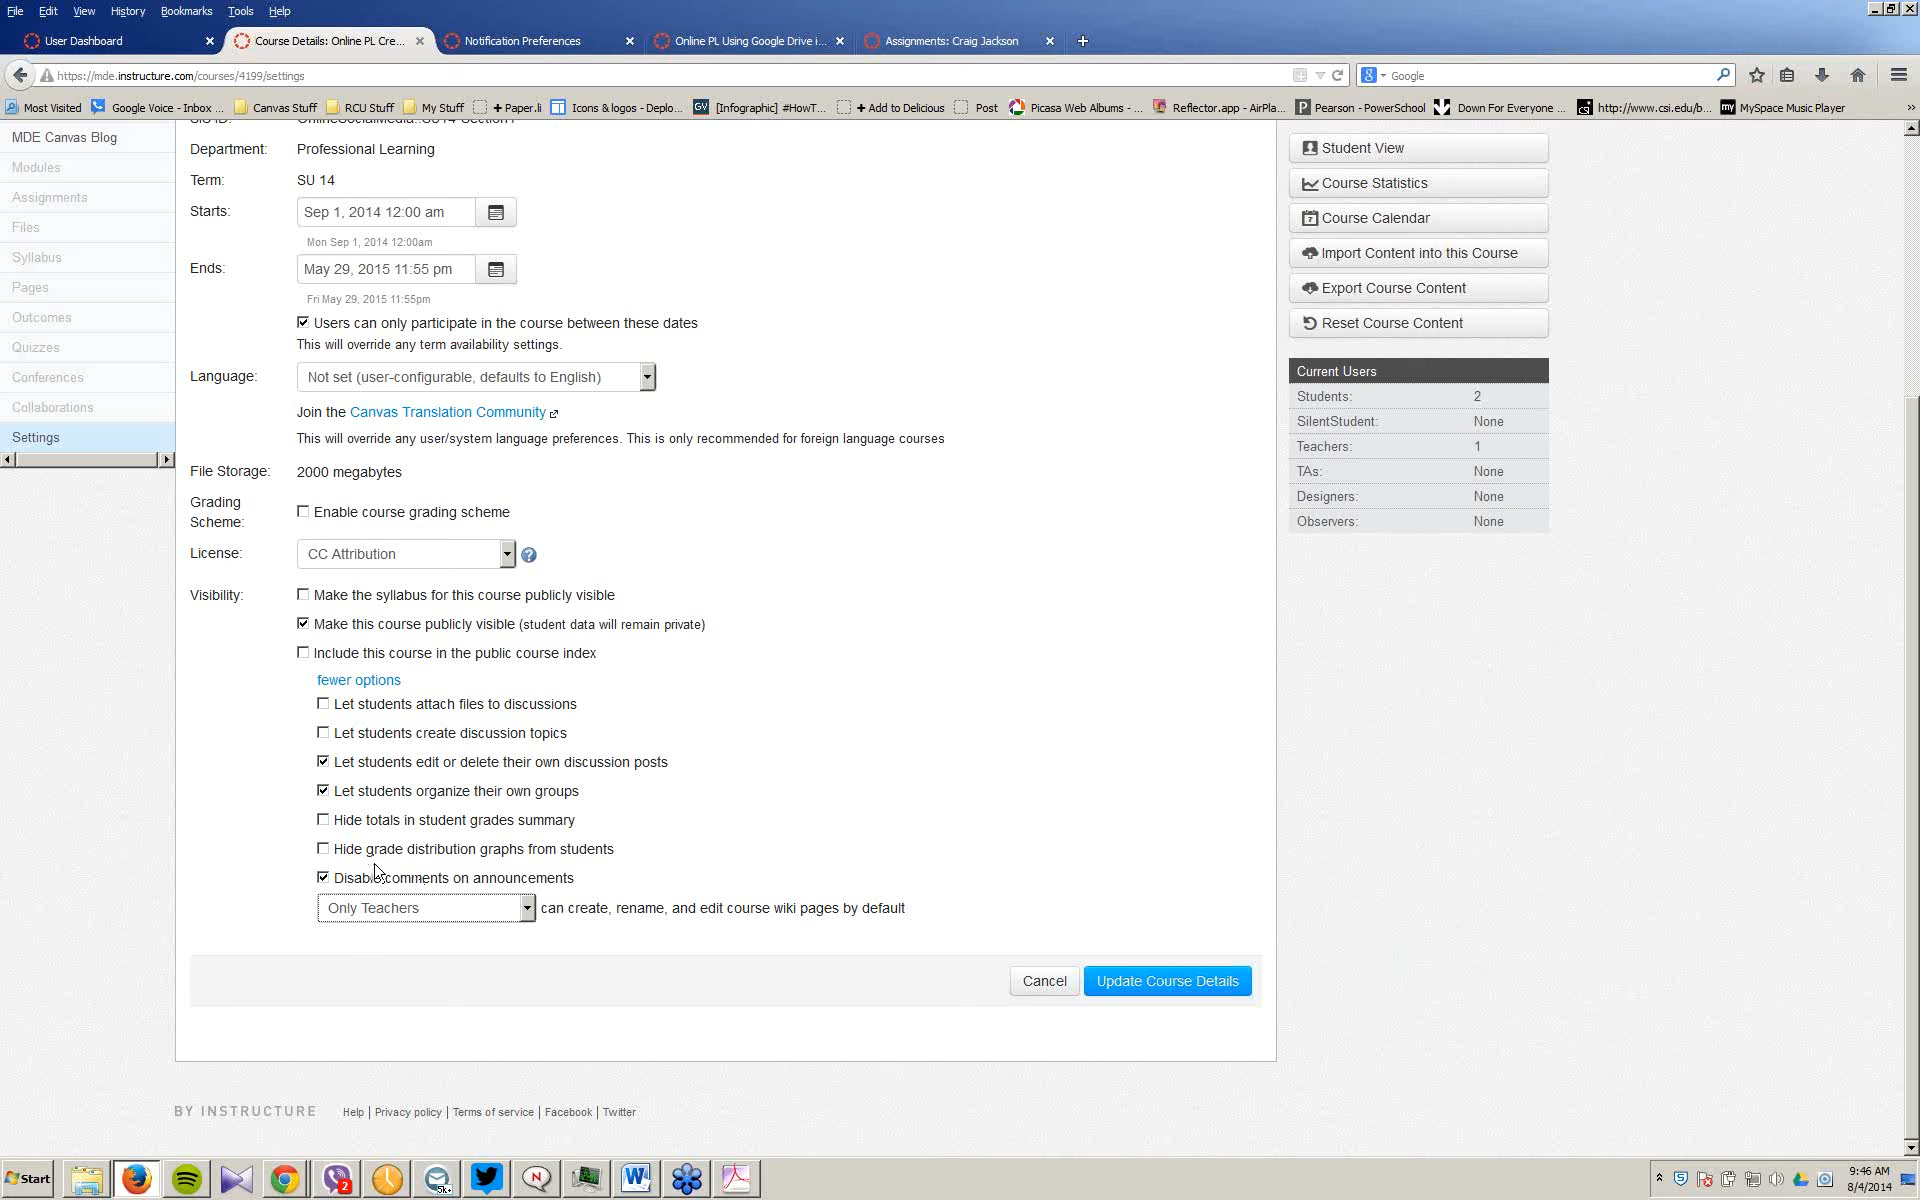 File Edit View History Bookmarks Tools Help
User Dashboard × Course Details: Online PL Cre... × Notification Preferences × Online PL Using Google Drive i... × Assignments: Craig Jackson × +
https://mde.instructure.com/courses/4199/settings Google
Most Visited Google Voice - Inbox ... Canvas Stuff RCU Stuff My Stuff + Paper.li Icons & logos - Deplo... [Infographic] #HowT... + Add to Delicious Post Picasa Web Albums - ... Reflector.app - AirPla... Pearson - PowerSchool Down For Everyone ... http://www.csi.edu/b... MySpace Music Player »
MDE Canvas Blog
Modules
Assignments
Files
Syllabus
Pages
Outcomes
Quizzes
Conferences
Collaborations
Settings
Department: Professional Learning
Term: SU 14
Starts: Sep 1, 2014 12:00 am
Mon Sep 1, 2014 12:00am
Ends: May 29, 2015 11:55 pm
Fri May 29, 2015 11:55pm
Users can only participate in the course between these dates
This will override any term availability settings.
Language: Not set (user-configurable, defaults to English)
Join the Canvas Translation Community
This will override any user/system language preferences. This is only recommended for foreign language courses
File Storage: 2000 megabytes
Grading Scheme: Enable course grading scheme
License: CC Attribution ?
Visibility: Make the syllabus for this course publicly visible
Make this course publicly visible (student data will remain private)
Include this course in the public course index
fewer options
Let students attach files to discussions
Let students create discussion topics
Let students edit or delete their own discussion posts
Let students organize their own groups
Hide totals in student grades summary
Hide grade distribution graphs from students
Disable comments on announcements
Only Teachers can create, rename, and edit course wiki pages by default
Cancel Update Course Details
Student View
Course Statistics
Course Calendar
Import Content into this Course
Export Course Content
Reset Course Content
Current Users
Students: 2
SilentStudent: None
Teachers: 1
TAs: None
Designers: None
Observers: None
BY INSTRUCTURE Help | Privacy policy | Terms of service | Facebook | Twitter
Start 2 5k+ N W
9:46 AM
8/4/2014